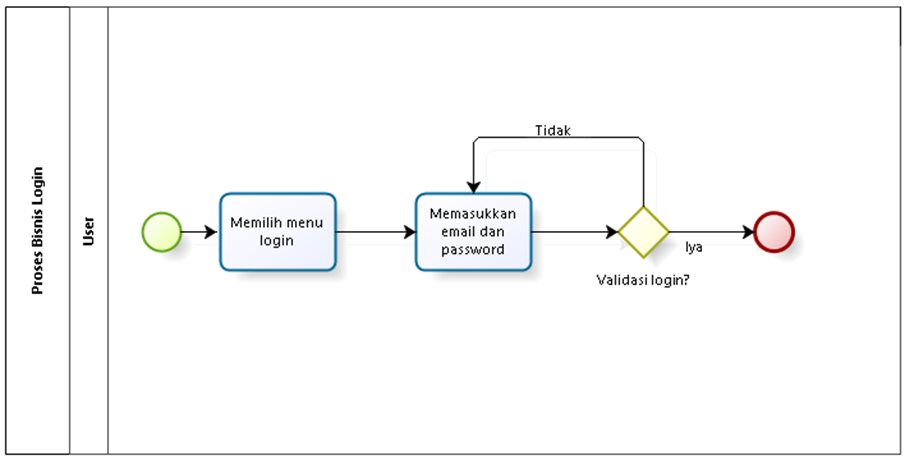 Proses Bisnis Login
User
Memilih menu
login
Memasukkan
email dan
password
Tidak
Iya
Validasi login?